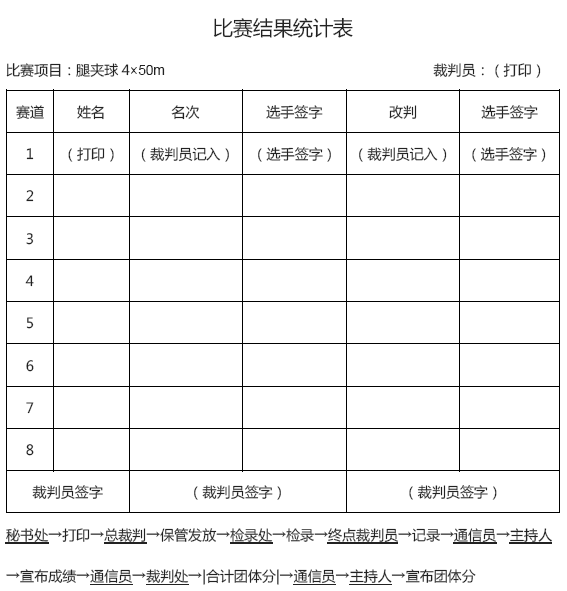 比赛结果统计表
比赛项目：腿夹球 4×50m 裁判员：（打印）
赛道 姓名 名次 选手签字 改判 选手签字
1 （打印） （裁判员记入） （选手签字） （裁判员记入） （选手签字）
2
3
4
5
6
7
8
裁判员签字 （裁判员签字） （裁判员签字）
秘书处→打印→总裁判→保管发放→检录处→检录→终点裁判员→记录→通信员→主持人
→宣布成绩→通信员→裁判处→|合计团体分|→通信员→主持人→宣布团体分